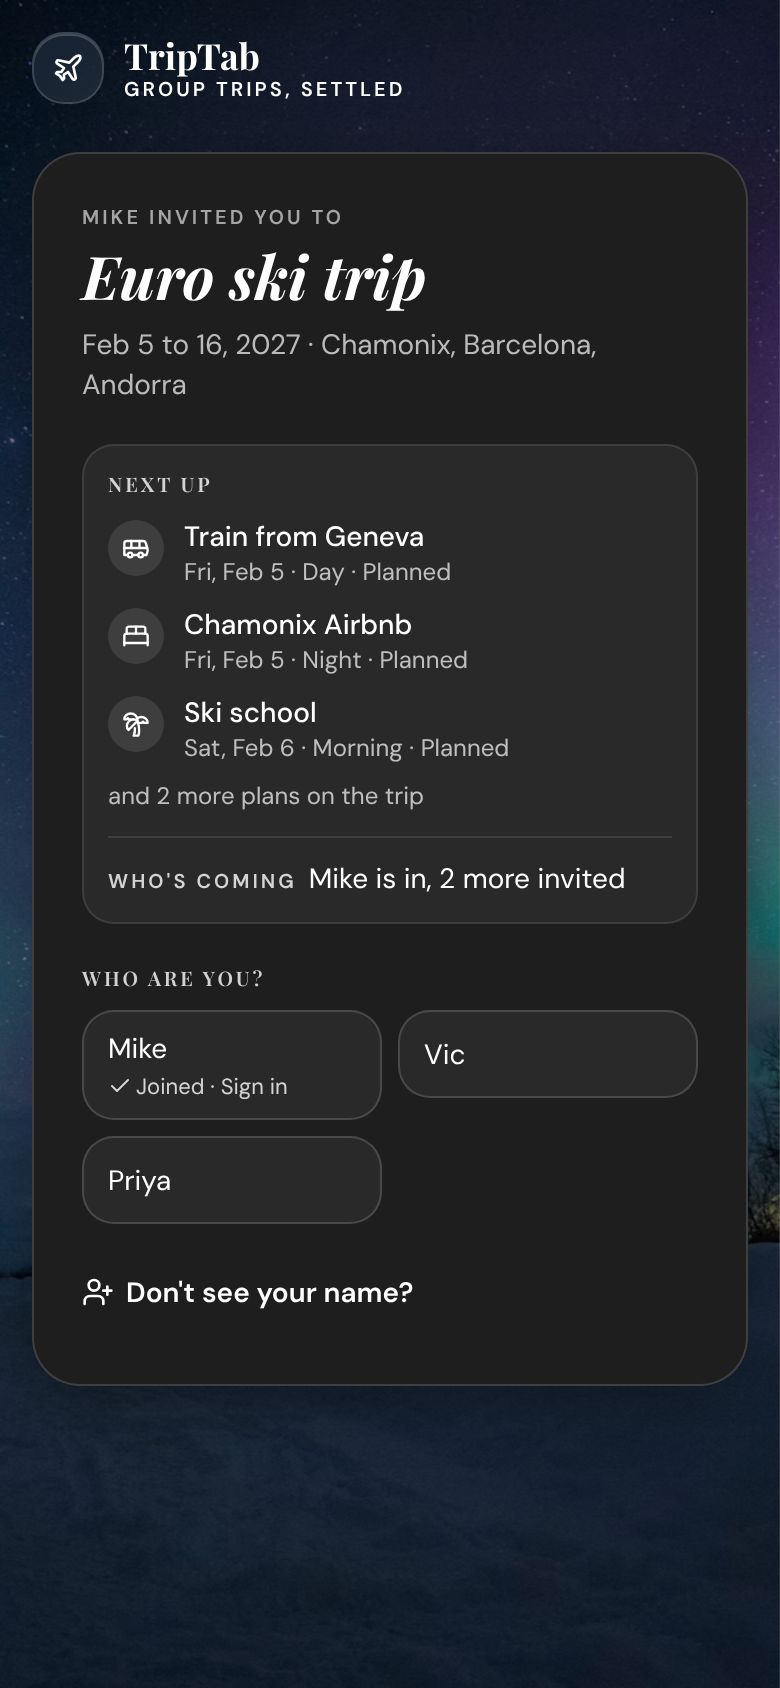 TripTab
GROUP TRIPS, SETTLED
MIKE INVITED YOU TO
Euro ski trip
Feb 5 to 16, 2027 · Chamonix, Barcelona,
Andorra
NEXT UP
Train from Geneva
Fri, Feb 5 · Day · Planned
Chamonix Airbnb
Fri, Feb 5 · Night · Planned
Ski school
Sat, Feb 6 · Morning · Planned
and 2 more plans on the trip
WHO'S COMING Mike is in, 2 more invited
WHO ARE YOU?
Mike
Joined · Sign in
Vic
Priya
Don't see your name?